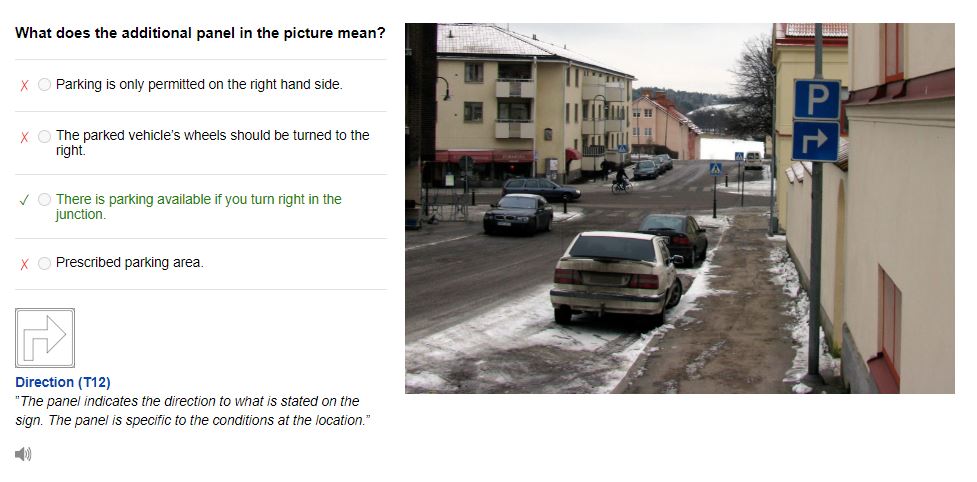 What does the additional panel in the picture mean?
Parking is only permitted on the right hand side.
The parked vehicle's wheels should be turned to the
right.
There is parking available if you turn right in the
junction.
Prescribed parking area.
Direction (T12)
"The panel indicates the direction to what is stated on the
sign. The panel is specific to the conditions at the location."
P